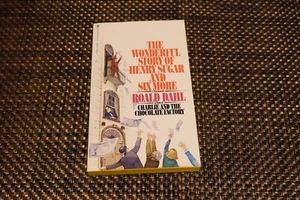 THE
WONDERFUL
STORY OF
HENRY SUGAR
AND
SIX MORE
ROALD DAHL
CHARLIE AND THE
CHOCOLATE FACTORY